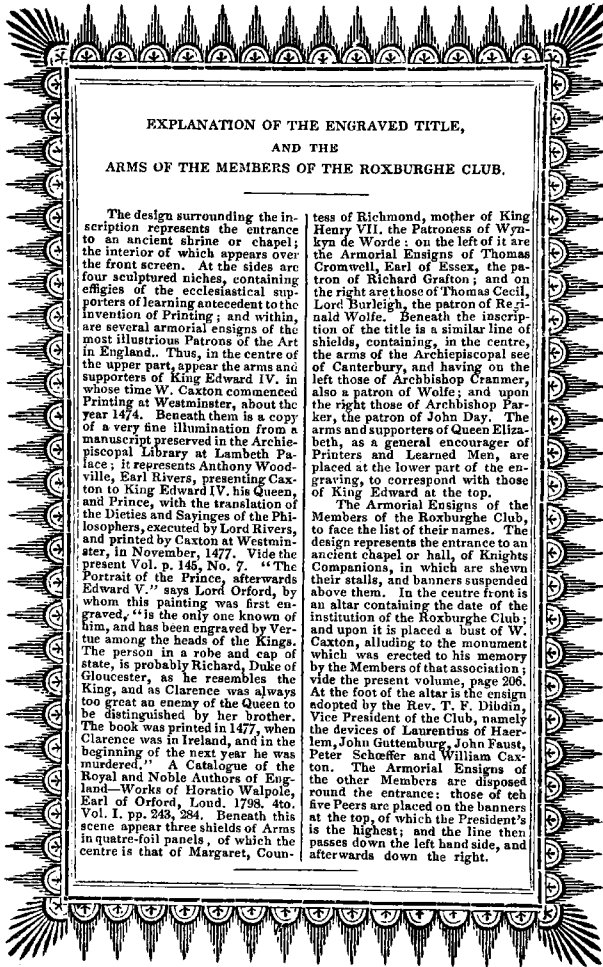 EXPLANATION OF THE ENGRAVED TITLE,
AND THE
ARMS OF THE MEMBERS OF THE ROXBURGHE CLUB.
The design surrounding the in-
scription represents the entrance
to an ancient shrine or chapel;
the interior of which appears over
the front screen. At the sides are
four sculptured niches, containing
effigies of the ecclesiastical sup-
porters of learning antecedent to the
invention of Printing; and within,
are several armorial ensigns of the
most illustrious Patrons of the Art
in England.. Thus, in the centre of
the upper part, appear the arms and
supporters of King Edward IV. in
whose time W. Caxton commenced
Printing at Westminster, about the
year 1474. Beneath them is a copy
of a very fine illumination from a
manuscript preserved in the Archie-
piscopal Library at Lambeth Pa-
lace; it represents Anthony Wood-
ville, Earl Rivers, presenting Cax-
ton to King Edward IV. his Queen,
and Prince, with the translation of
the Dicties and Sayinges of the Phi-
losophers, executed by Lord Rivers,
and printed by Caxton at Westmin-
ster, in November, 1477. Vide the
present Vol. p. 145, No. 7. "The
Portrait of the Prince, afterwards
Edward V." says Lord Orford, by
whom this painting was first en-
graved, "is the only one known of
him, and has been engraved by Ver-
tue among the heads of the Kings.
The person in a robe and cap of
state, is probably Richard, Duke of
Gloucester, as he resembles the
King, and as Clarence was always
too great an enemy of the Queen to
be distinguished by her brother.
The book was printed in 1477, when
Clarence was in Ireland, and in the
beginning of the next year he was
murdered." A Catalogue of the
Royal and Noble Authors of Eng-
land—Works of Horatio Walpole,
Earl of Orford, Lond. 1798. 4to.
Vol. I. pp. 243, 284. Beneath this
scene appear three shields of Arms
in quatre-foil panels, of which the
centre is that of Margaret, Coun-
tess of Richmond, mother of King
Henry VII. the Patroness of Wyn-
kyn de Worde: on the left of it are
the Armorial Ensigns of Thomas
Cromwell, Earl of Essex, the pa-
tron of Richard Grafton; and on
the right are those of Thomas Cecil,
Lord Burleigh, the patron of Regi-
nald Wolfe. Beneath the inscrip-
tion of the title is a similar line of
shields, containing, in the centre,
the arms of the Archiepiscopal see
of Canterbury, and having on the
left those of Archbishop Cranmer,
also a patron of Wolfe; and upon
the right those of Archbishop Par-
ker, the patron of John Day. The
arms and supporters of Queen Eliza-
beth, as a general encourager of
Printers and Learned Men, are
placed at the lower part of the en-
graving, to correspond with those
of King Edward at the top.
The Armorial Ensigns of the
Members of the Roxburghe Club,
to face the list of their names. The
design represents the entrance to an
ancient chapel or hall, of Knights
Companions, in which are shewn
their stalls, and banners suspended
above them. In the centre front is
an altar containing the date of the
institution of the Roxburghe Club;
and upon it is placed a bust of W.
Caxton, alluding to the monument
which was erected to his memory
by the Members of that association;
vide the present volume, page 206.
At the foot of the altar is the ensign
adopted by the Rev. T. F. Dibdin,
Vice President of the Club, namely
the devices of Laurentius of Haer-
lem, John Guttemburg, John Faust,
Peter Schœffer and William Cax-
ton. The Armorial Ensigns of
the other Members are disposed
round the entrance: those of teh
five Peers are placed on the banners
at the top, of which the President's
is the highest; and the line then
passes down the left hand side, and
afterwards down the right.